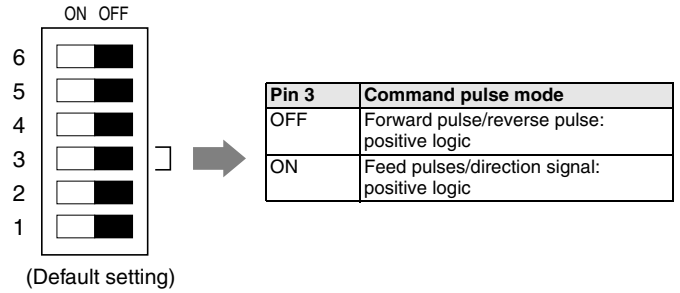 ON OFF
6
5
4
3
2
1
(Default setting)
Pin 3 Command pulse mode
OFF Forward pulse/reverse pulse:
positive logic
ON Feed pulses/direction signal:
positive logic